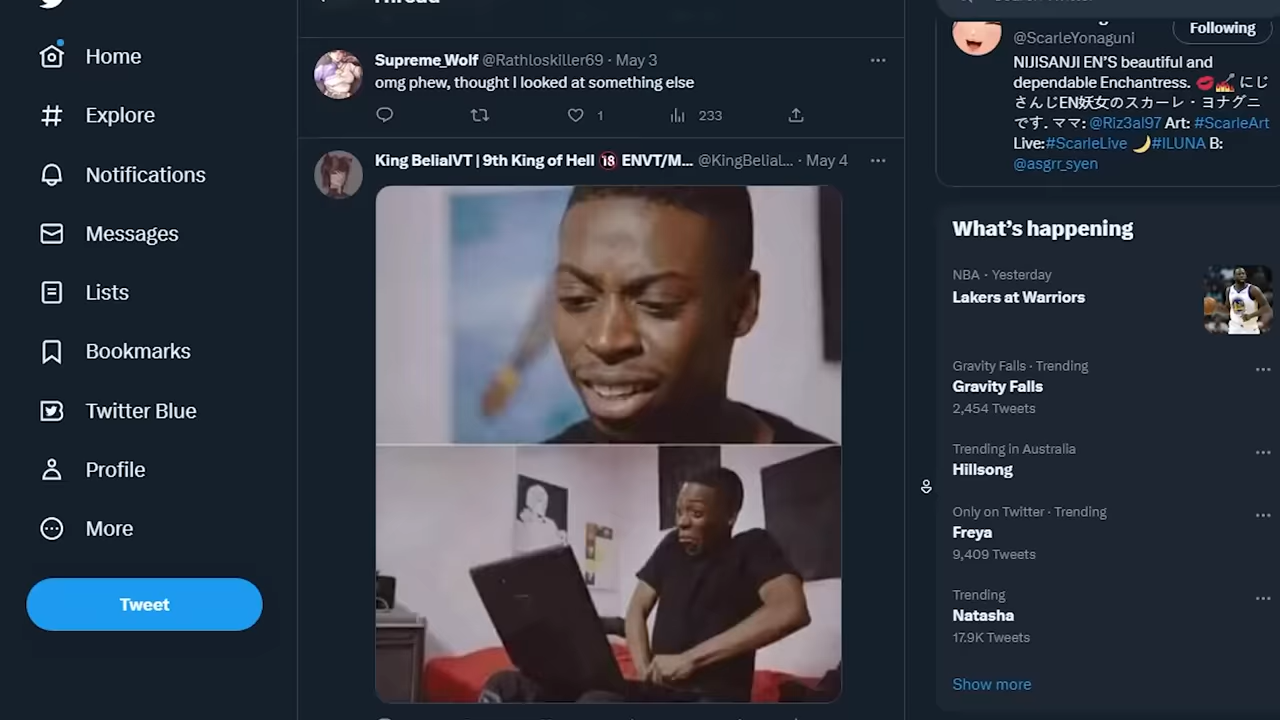 Home
Explore
Notifications
Messages
Lists
Bookmarks
Twitter Blue
Profile
More
Tweet
Thread
Supreme_Wolf @Rathloskiller69 · May 3
omg phew, thought I looked at something else
1
233
King BelialVT | 9th King of Hell 🔞 ENVT/M... @KingBelial... · May 4
@ScarleYonaguni
Following
NIJISANJI EN'S beautiful and
dependable Enchantress. 💋💅 にじ
さんじEN妖女のスカーレ・ヨナグニ
です. ママ: @Riz3al97 Art: #ScarleArt
Live:#ScarleLive 🌙#ILUNA B:
@asgrr_syen
What's happening
NBA · Yesterday
Lakers at Warriors
Gravity Falls · Trending
Gravity Falls
2,454 Tweets
Trending in Australia
Hillsong
Only on Twitter · Trending
Freya
9,409 Tweets
Trending
Natasha
17.9K Tweets
Show more